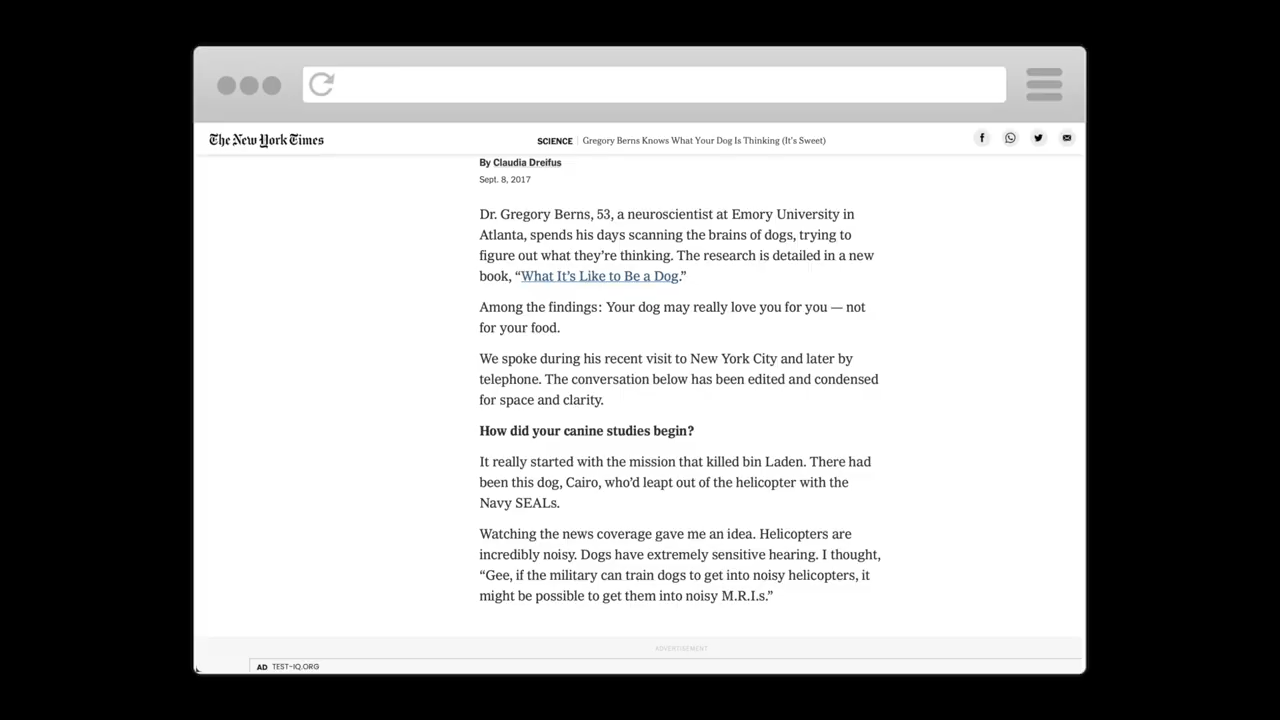 The New York Times
SCIENCE Gregory Berns Knows What Your Dog Is Thinking (It's Sweet)
By Claudia Dreifus
Sept. 8, 2017
Dr. Gregory Berns, 53, a neuroscientist at Emory University in
Atlanta, spends his days scanning the brains of dogs, trying to
figure out what they're thinking. The research is detailed in a new
book, “What It's Like to Be a Dog.”
Among the findings: Your dog may really love you for you — not
for your food.
We spoke during his recent visit to New York City and later by
telephone. The conversation below has been edited and condensed
for space and clarity.
How did your canine studies begin?
It really started with the mission that killed bin Laden. There had
been this dog, Cairo, who'd leapt out of the helicopter with the
Navy SEALs.
Watching the news coverage gave me an idea. Helicopters are
incredibly noisy. Dogs have extremely sensitive hearing. I thought,
“Gee, if the military can train dogs to get into noisy helicopters, it
might be possible to get them into noisy M.R.I.s.”
ADVERTISEMENT
AD TEST-IQ.ORG